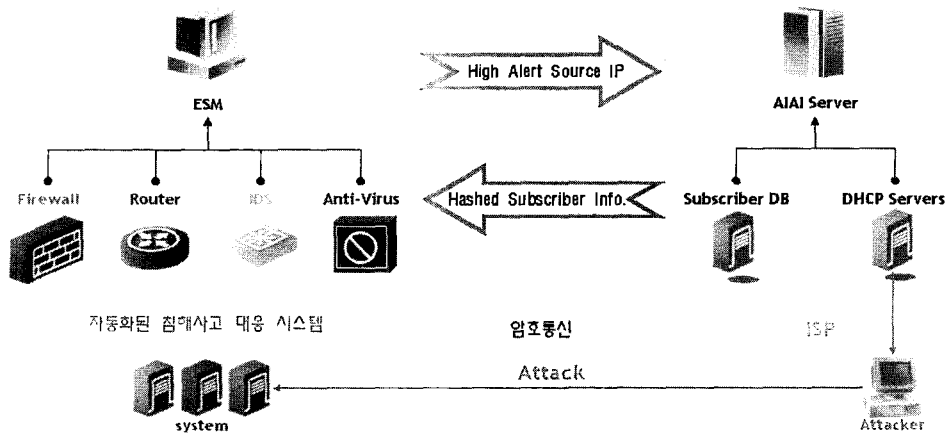 High Alert Source IP
ESM
AIAI Server
Firewall
Router
IDS
Anti-Virus
Hashed Subscriber Info.
Subscriber DB
DHCP Servers
자동화된 침해사고 대응 시스템
암호통신
ISP
Attack
system
Attacker